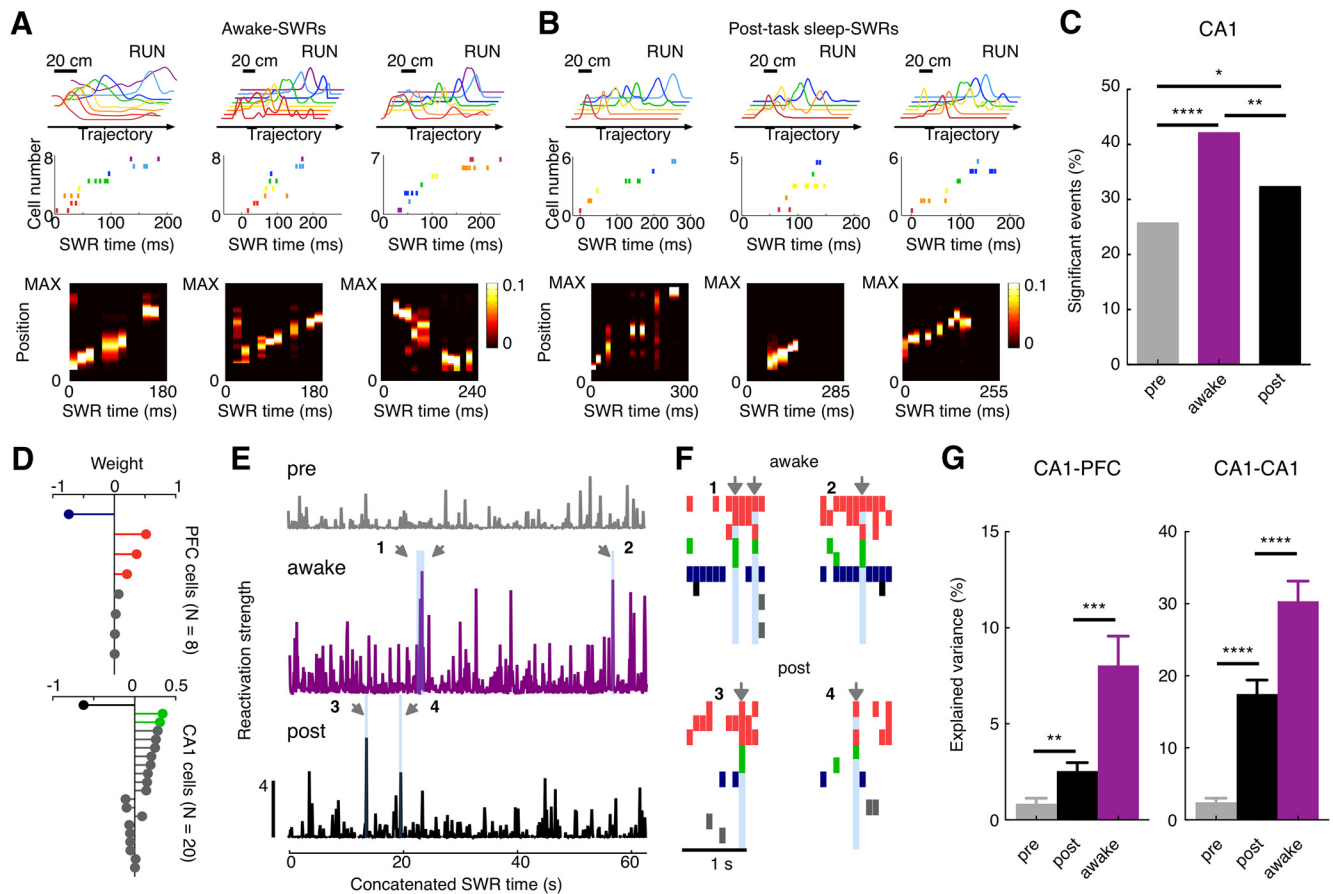 A
Awake-SWRs
20 cm RUN
20 cm RUN
20 cm RUN
Trajectory
Trajectory
Trajectory
Cell number
8
0
0 100 200
SWR time (ms)
8
0
0 100 200
SWR time (ms)
7
0
0 100 200
SWR time (ms)
MAX
Position
0
0 180
SWR time (ms)
MAX
0
0 180
SWR time (ms)
MAX
0
0 240
SWR time (ms)
0.1
0
B
Post-task sleep-SWRs
20 cm RUN
20 cm RUN
20 cm RUN
Trajectory
Trajectory
Trajectory
Cell number
6
0
0 100 200 300
SWR time (ms)
5
0
0 100 200
SWR time (ms)
6
0
0 100 200
SWR time (ms)
MAX
Position
0
0 300
SWR time (ms)
MAX
0
0 285
SWR time (ms)
MAX
0
0 255
SWR time (ms)
0.1
0
C
CA1
Significant events (%)
50
40
30
20
10
0
*
****
**
pre
awake
post
D
Weight
-1 0 1
PFC cells (N = 8)
-1 0 0.5
CA1 cells (N = 20)
E
pre
1
2
awake
Reactivation strength
3
4
post
4
0 20 40 60
Concatenated SWR time (s)
F
awake
1
2
post
3
4
1 s
G
CA1-PFC
Explained variance (%)
15
10
5
0
***
**
pre
post
awake
CA1-CA1
40
30
20
10
0
****
****
pre
post
awake